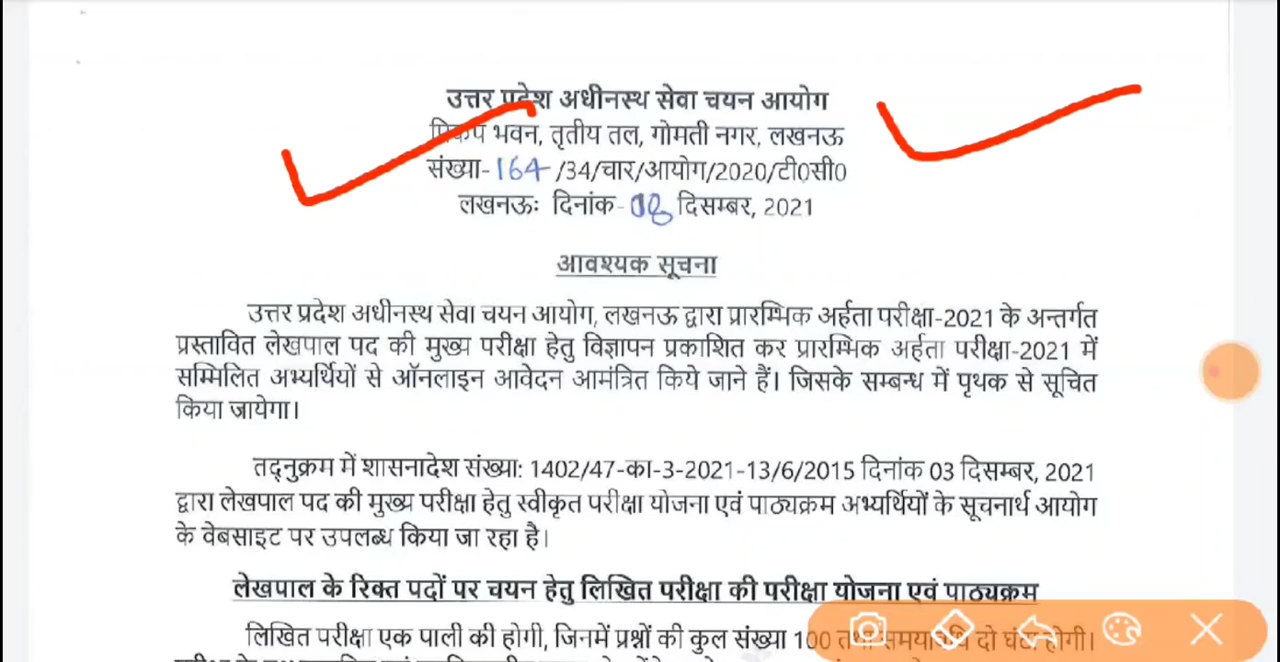 उत्तर प्रदेश अधीनस्थ सेवा चयन आयोग
पिकप भवन, तृतीय तल, गोमती नगर, लखनऊ
संख्या-164/34/चार/आयोग/2020/टी0सी0
लखनऊः दिनांक-08 दिसम्बर, 2021
आवश्यक सूचना
उत्तर प्रदेश अधीनस्थ सेवा चयन आयोग, लखनऊ द्वारा प्रारम्भिक अर्हता परीक्षा-2021 के अन्तर्गत
प्रस्तावित लेखपाल पद की मुख्य परीक्षा हेतु विज्ञापन प्रकाशित कर प्रारम्भिक अर्हता परीक्षा-2021 में
सम्मिलित अभ्यर्थियों से ऑनलाइन आवेदन आमंत्रित किये जाने हैं। जिसके सम्बन्ध में पृथक से सूचित
किया जायेगा।
तद्नुक्रम में शासनादेश संख्या: 1402/47-का-3-2021-13/6/2015 दिनांक 03 दिसम्बर, 2021
द्वारा लेखपाल पद की मुख्य परीक्षा हेतु स्वीकृत परीक्षा योजना एवं पाठ्यक्रम अभ्यर्थियों के सूचनार्थ आयोग
के वेबसाइट पर उपलब्ध किया जा रहा है।
लेखपाल के रिक्त पदों पर चयन हेतु लिखित परीक्षा की परीक्षा योजना एवं पाठ्यक्रम
लिखित परीक्षा एक पाली की होगी, जिनमें प्रश्नों की कुल संख्या 100 तथा समयावधि दो घंटा होगी।